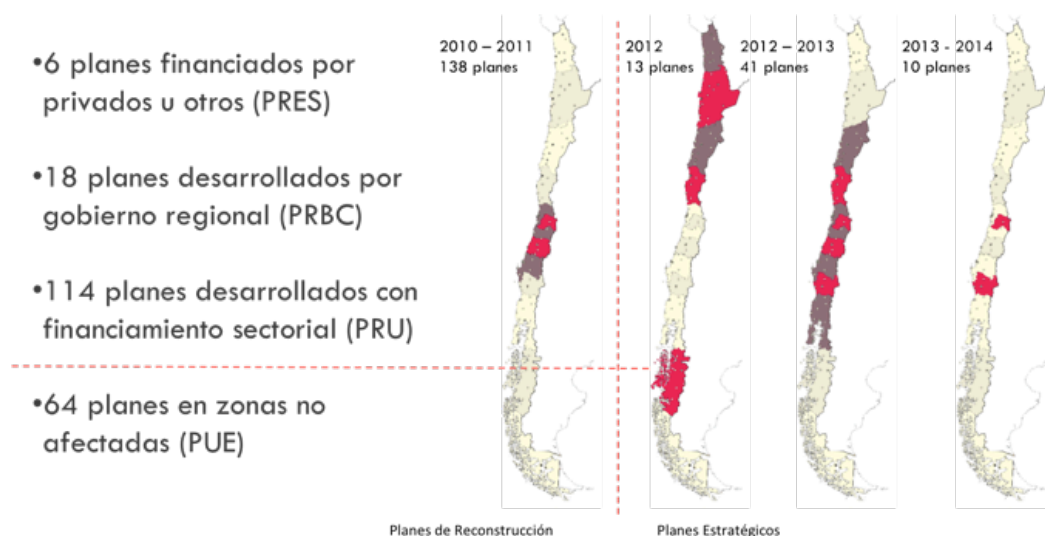 •6 planes financiados por
privados u otros (PRES)
•18 planes desarrollados por
gobierno regional (PRBC)
•114 planes desarrollados con
financiamiento sectorial (PRU)
•64 planes en zonas no
afectadas (PUE)
2010 – 2011
138 planes
2012
13 planes
2012 – 2013
41 planes
2013 - 2014
10 planes
Planes de Reconstrucción
Planes Estratégicos